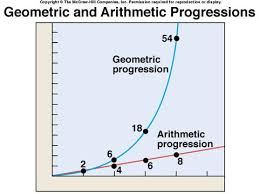 Copyright © The McGraw-Hill Companies, Inc. Permission required for reproduction or display.
Geometric and Arithmetic Progressions
54
Geometric
progression
18
Arithmetic
progression
2
6
4
6
8